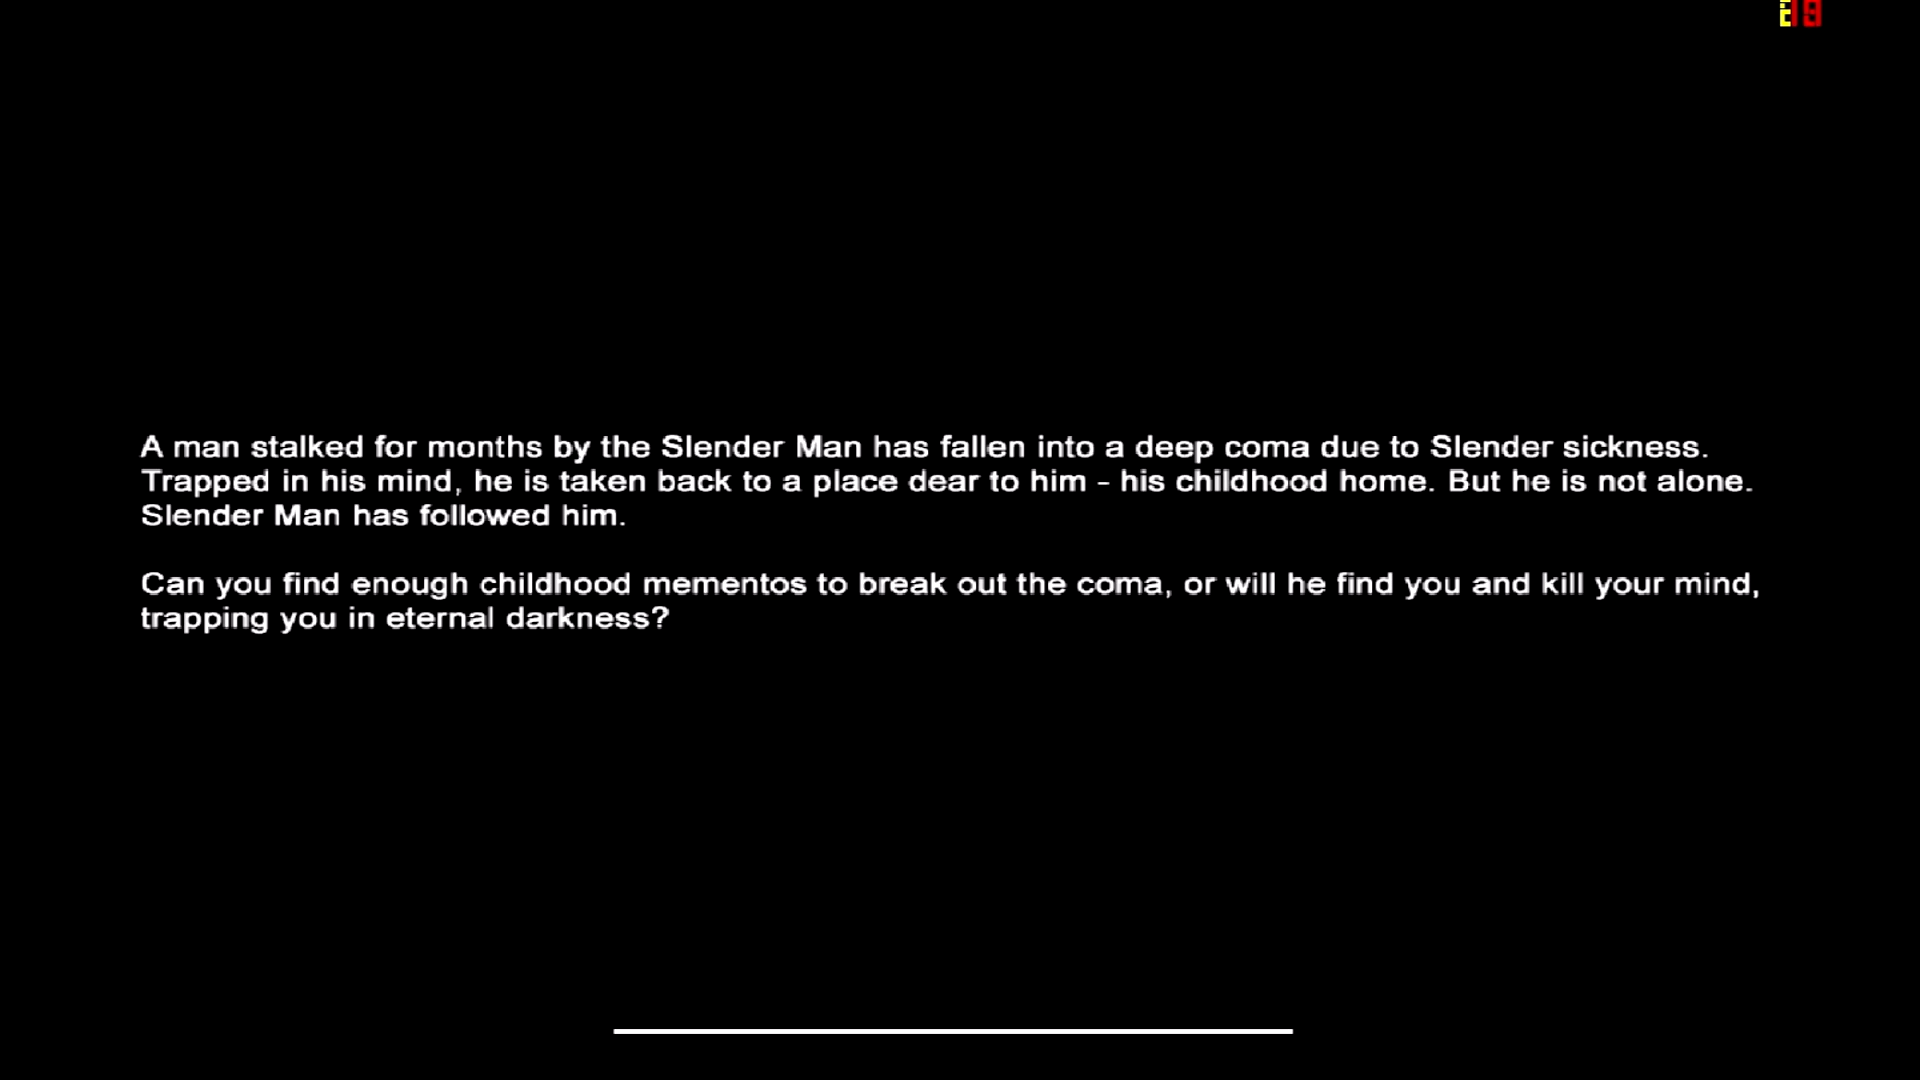 A man stalked for months by the Slender Man has fallen into a deep coma due to Slender sickness.
Trapped in his mind, he is taken back to a place dear to him - his childhood home. But he is not alone.
Slender Man has followed him.
Can you find enough childhood mementos to break out the coma, or will he find you and kill your mind,
trapping you in eternal darkness?